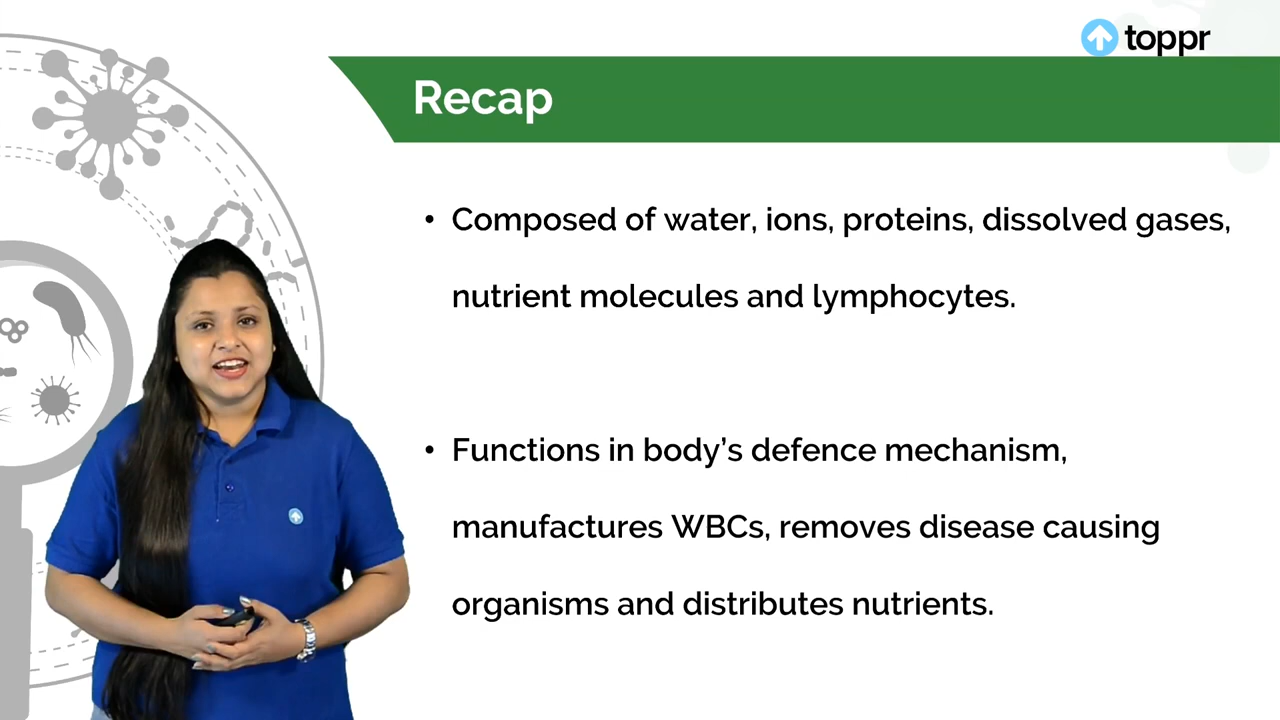 toppr
Recap
• Composed of water, ions, proteins, dissolved gases,
nutrient molecules and lymphocytes.
• Functions in body’s defence mechanism,
manufactures WBCs, removes disease causing
organisms and distributes nutrients.